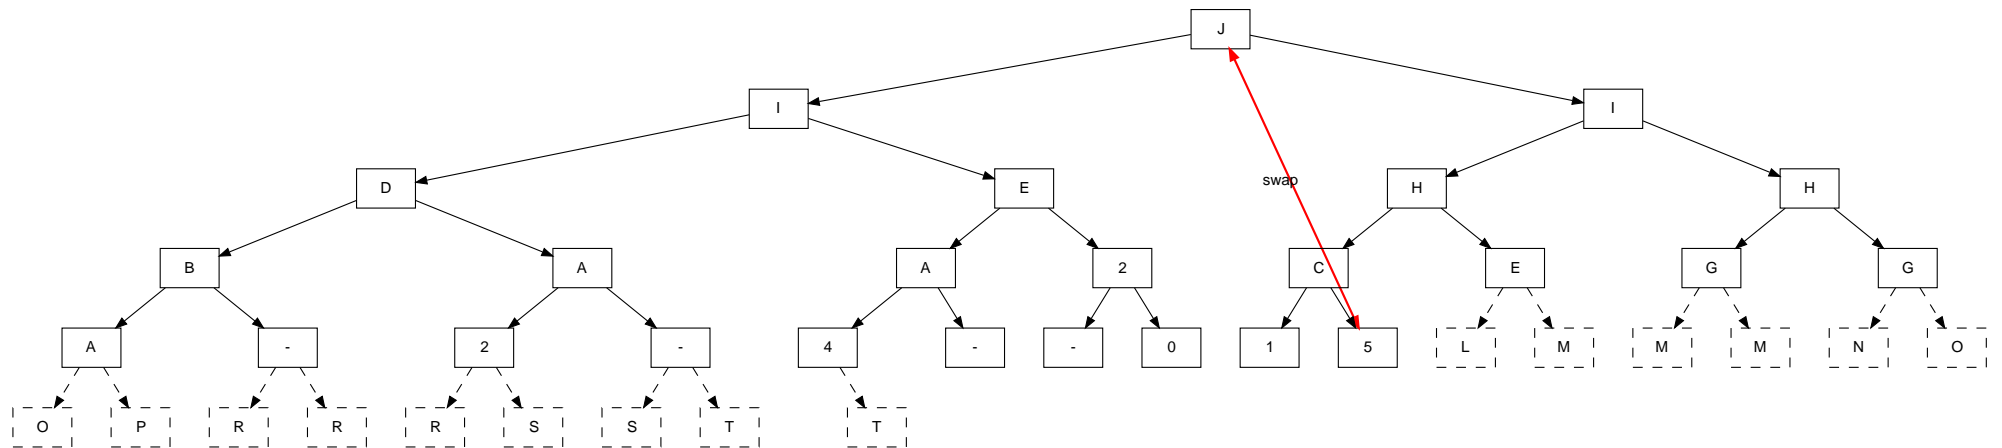 J
I I
D E H H
swap
B A A 2 C E G G
A - 2 - 4 - - 0 1 5 L M M M N O
O P R R R S S T T